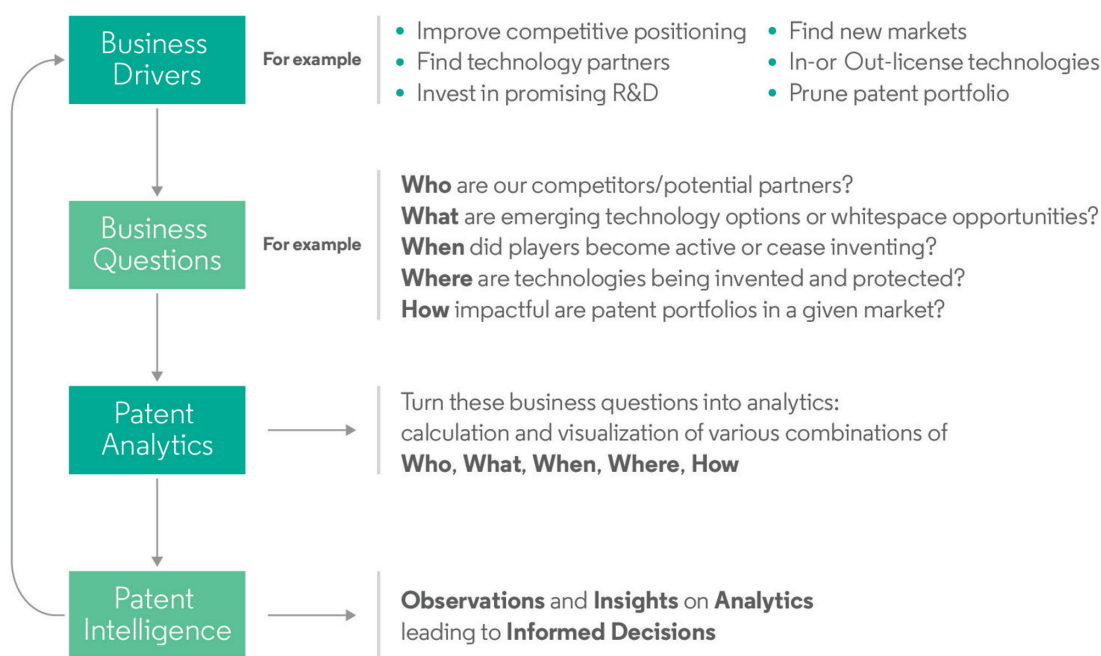 Business
Drivers
For example
• Improve competitive positioning
• Find technology partners
• Invest in promising R&D
• Find new markets
• In-or Out-license technologies
• Prune patent portfolio
Business
Questions
For example
Who are our competitors/potential partners?
What are emerging technology options or whitespace opportunities?
When did players become active or cease inventing?
Where are technologies being invented and protected?
How impactful are patent portfolios in a given market?
Patent
Analytics
Turn these business questions into analytics:
calculation and visualization of various combinations of
Who, What, When, Where, How
Patent
Intelligence
Observations and Insights on Analytics
leading to Informed Decisions